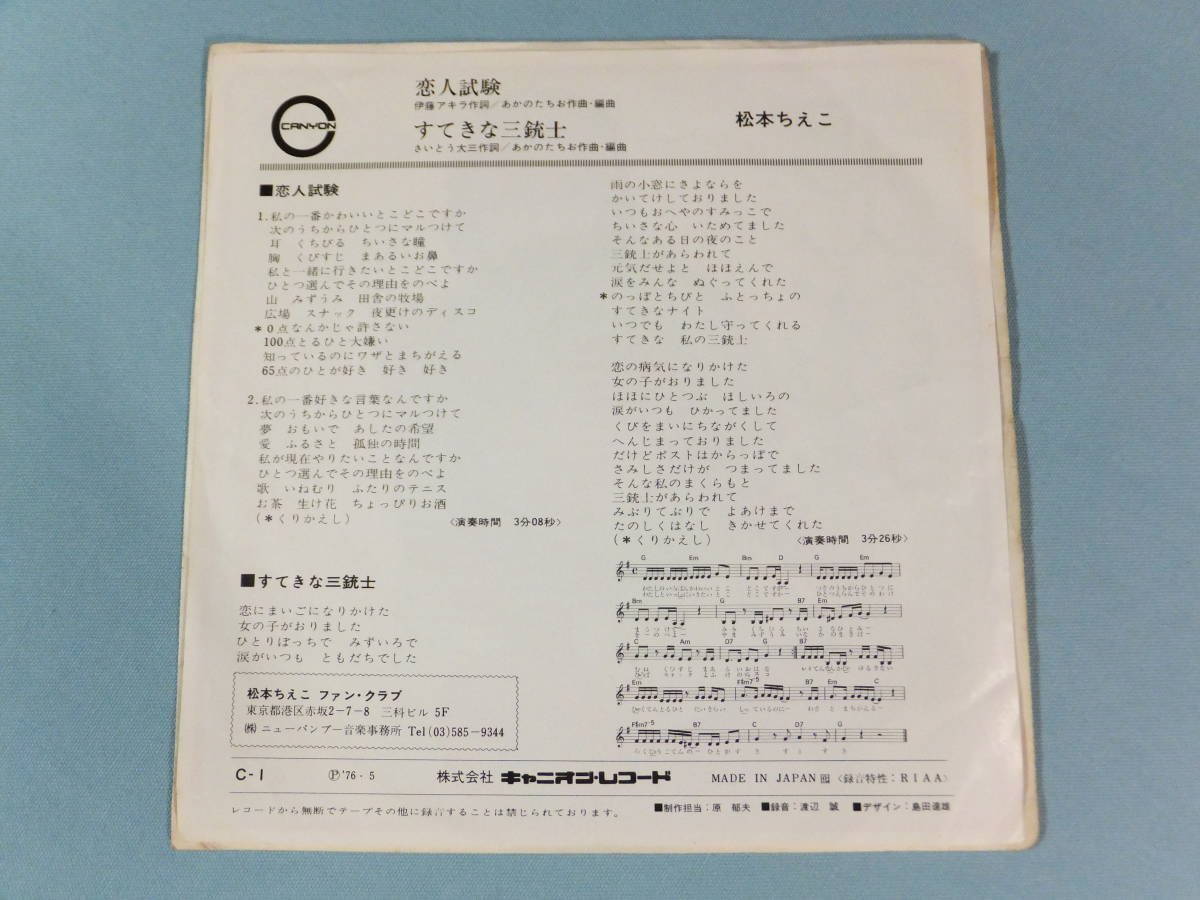 CANYON
恋人試験
伊藤アキラ作詞／あかのたちお作曲・編曲
すてきな三銃士
さいとう大三作詞／あかのたちお作曲・編曲
松本ちえこ
■恋人試験
1.私の一番かわいいとこどこですか
次のうちからひとつにマルつけて
耳　くちびる　ちいさな瞳
胸　くびすじ　まあるいお鼻
私と一緒に行きたいとこどこですか
ひとつ選んでその理由をのべよ
山　みずうみ　田舎の牧場
広場　スナック　夜更けのディスコ
＊0点なんかじゃ許さない
100点とるひと大嫌い
知っているのにワザとまちがえる
65点のひとが好き　好き　好き
2.私の一番好きな言葉なんですか
次のうちからひとつにマルつけて
夢　おもいで　あしたの希望
愛　ふるさと　孤独の時間
私が現在やりたいことなんですか
ひとつ選んでその理由をのべよ
歌　いねむり　ふたりのテニス
お茶　生け花　ちょっぴりお酒
(＊くりかえし)　〈演奏時間　3分08秒〉
■すてきな三銃士
恋にまいごになりかけた
女の子がおりました
ひとりぼっちで　みずいろで
涙がいつも　ともだちでした
雨の小窓にさよならを
かいてけしておりました
いつもおへやのすみっこで
ちいさな心　いためてました
そんなある日の夜のこと
三銃士があらわれて
元気だせよと　ほほえんで
涙をみんな　ぬぐってくれた
＊のっぽとちびと　ふとっちょの
すてきなナイト
いつでも　わたし守ってくれる
すてきな　私の三銃士
恋の病気になりかけた
女の子がおりました
ほほにひとつぶ　ほしいろの
涙がいつも　ひかってました
くびをまいにちながくして
へんじまっておりました
だけどポストはからっぽで
さみしさだけが　つまってました
そんな私のまくらもと
三銃士があらわれて
みぶりてぶりで　よあけまで
たのしくはなし　きかせてくれた
(＊くりかえし)　〈演奏時間　3分26秒〉
G Em Bm D G Em
Bm G B7 Em
C Am D7 G B7
Em F♯m7-5 B7 Em C
F♯m7-5 B7 C D7 G
松本ちえこ ファン・クラブ
東京都港区赤坂2-7-8　三科ビル 5F
㈱ニューバンブー音楽事務所 Tel (03)585-9344
C-1　Ⓟ'76・5　株式会社 キャニオン・レコード　MADE IN JAPAN 〈録音特性：RIAA〉
レコードから無断でテープその他に録音することは禁じられております。　■制作担当：原　郁夫　■録音：渡辺　誠　■デザイン：島田達雄